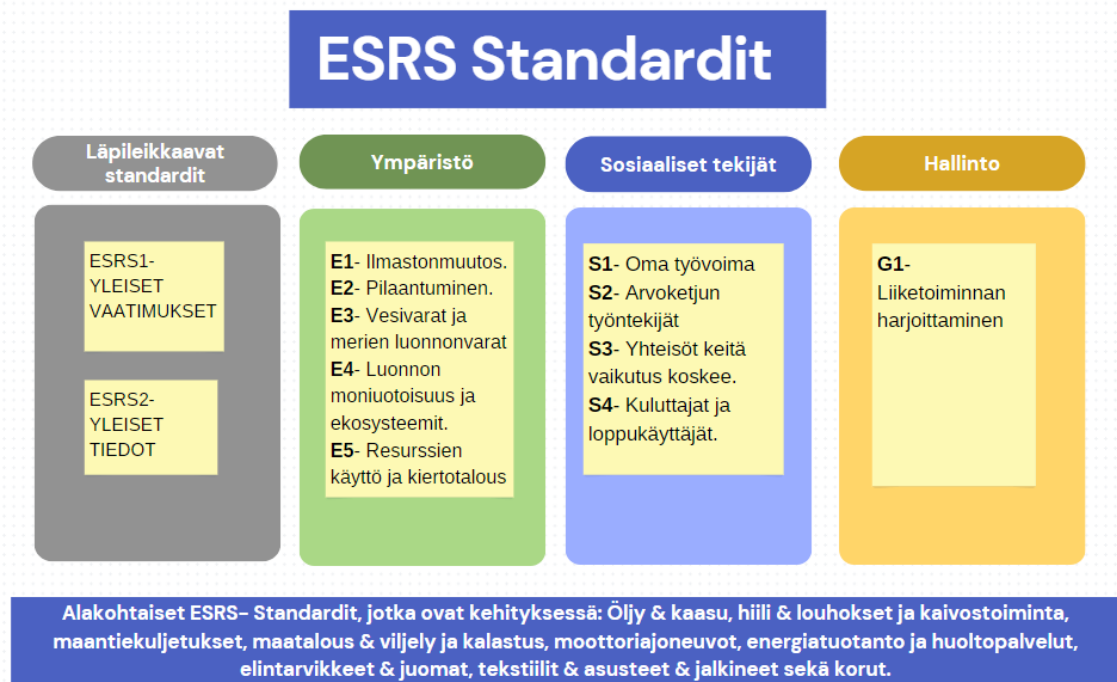 ESRS Standardit
Läpileikkaavat
standardit
ESRS1-
YLEISET
VAATIMUKSET
ESRS2-
YLEISET
TIEDOT
Ympäristö
E1- Ilmastonmuutos.
E2- Pilaantuminen.
E3- Vesivarat ja
merien luonnonvarat
E4- Luonnon
moniuotoisuus ja
ekosysteemit.
E5- Resurssien
käyttö ja kiertotalous
Sosiaaliset tekijät
S1- Oma työvoima
S2- Arvoketjun
työntekijät
S3- Yhteisöt keitä
vaikutus koskee.
S4- Kuluttajat ja
loppukäyttäjät.
Hallinto
G1-
Liiketoiminnan
harjoittaminen
Alakohtaiset ESRS- Standardit, jotka ovat kehityksessä: Öljy & kaasu, hiili & louhokset ja kaivostoiminta,
maantiekuljetukset, maatalous & viljely ja kalastus, moottoriajoneuvot, energiatuotanto ja huoltopalvelut,
elintarvikkeet & juomat, tekstiilit & asusteet & jalkineet sekä korut.